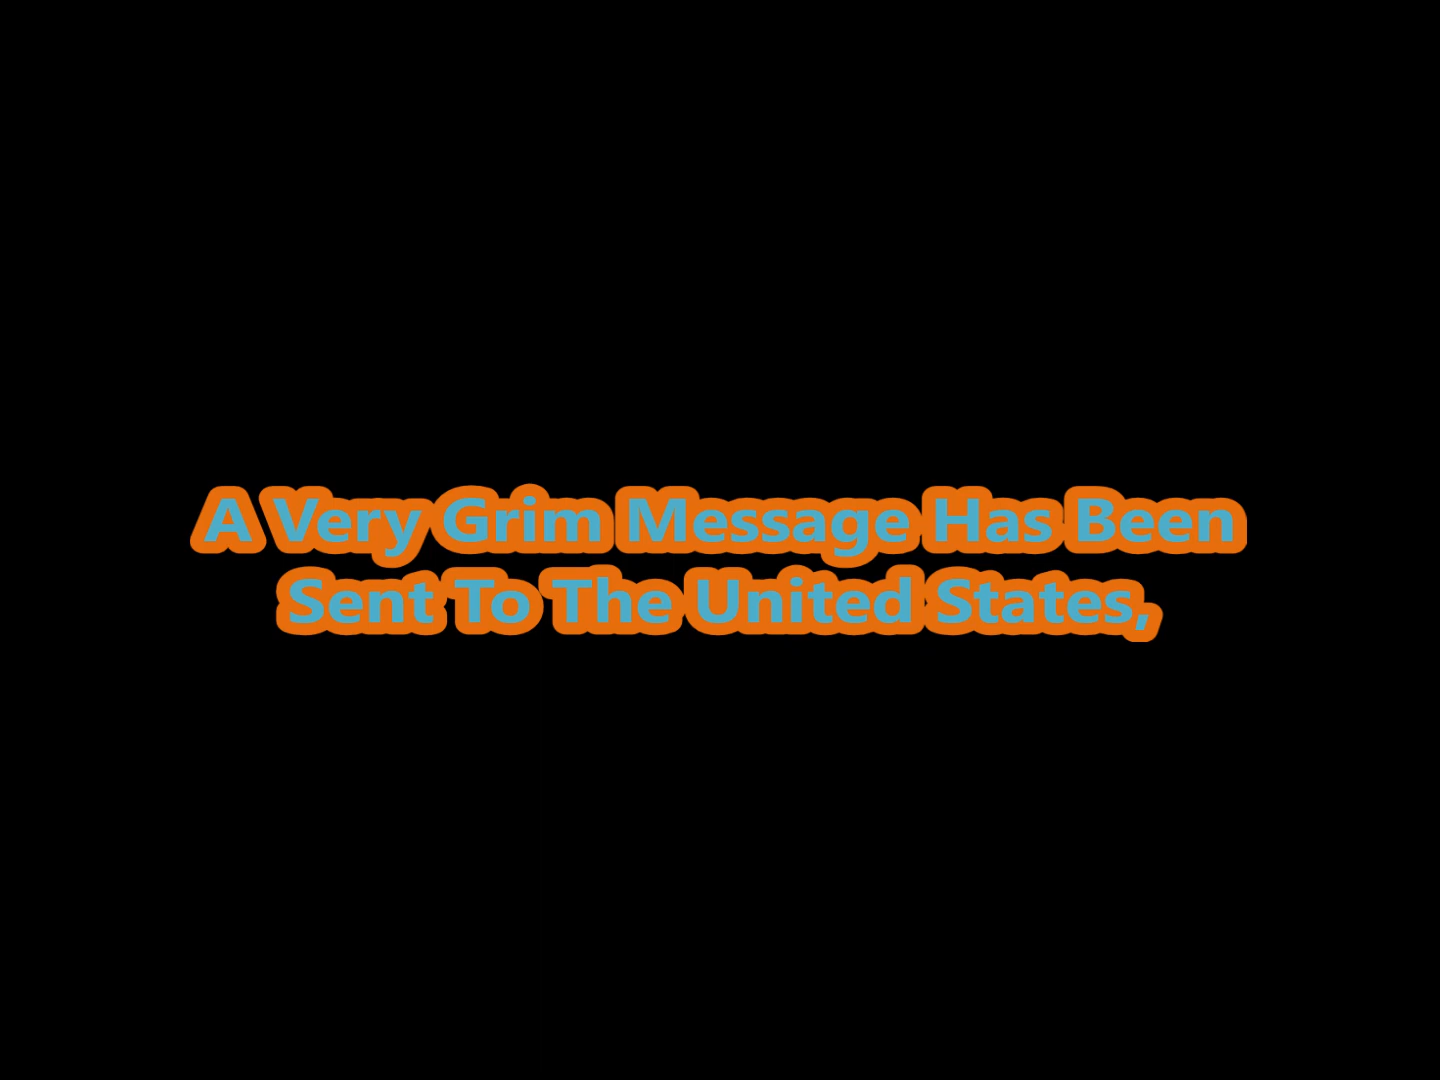 A Very Grim Message Has Been
Sent To The United States,